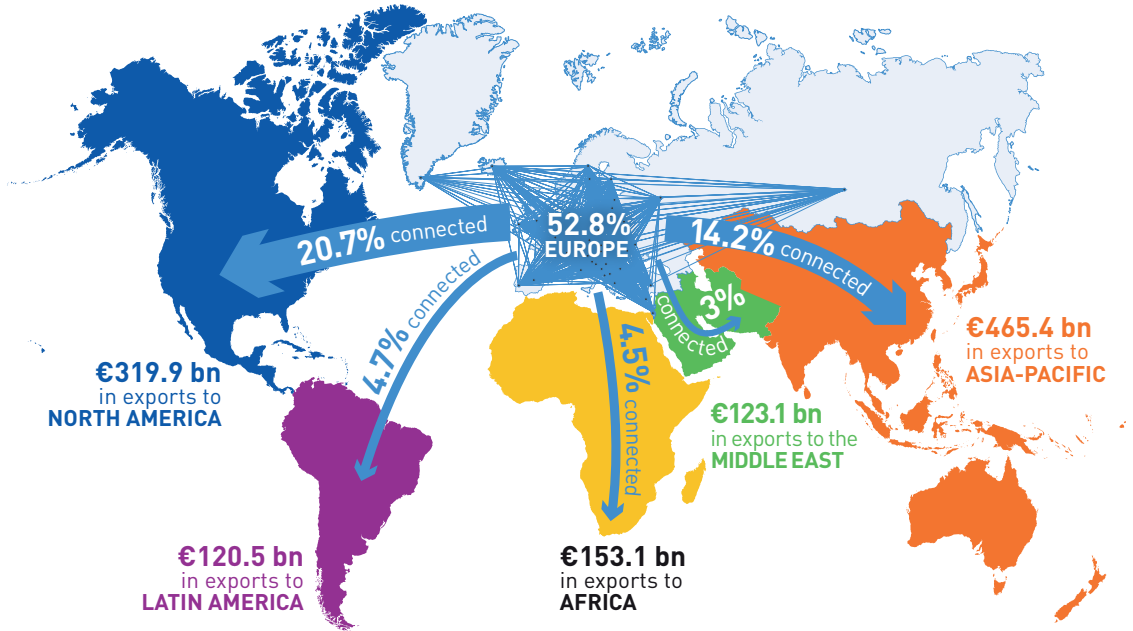 52.8%
EUROPE
20.7% connected
14.2% connected
4.7% connected
4.5% connected
3%
connected
€319.9 bn
in exports to
NORTH AMERICA
€465.4 bn
in exports to
ASIA-PACIFIC
€123.1 bn
in exports to the
MIDDLE EAST
€120.5 bn
in exports to
LATIN AMERICA
€153.1 bn
in exports to
AFRICA